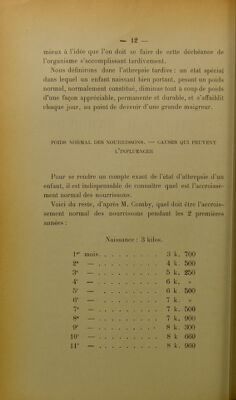 — 12 —
mieux à l'idée que l'on doit se faire de cette déchéance de
l'organisme s'accomplissant tardivement.
Nous définirons dans l'athrepsie tardive : un état spécial
dans lequel un enfant naissant bien portant, pesant un poids
normal, normalement constitué, diminue tout à coup de poids
d'une façon appréciable, permanente et durable, et s'affaiblit
chaque jour, au point de devenir d'une grande maigreur.
POIDS NORMAL DES NOURRISSONS. — CAUSES QUI PEUVENT
L'INFLUENCER
Pour se rendre un compte exact de l'état d'athrepsie d'un
enfant, il est indispensable de connaître quel est l'accroisse-
ment normal des nourrissons.
Voici du reste, d'après M. Comby, quel doit être l'accrois-
sement normal des nourrissons pendant les 2 premières
années :
Naissance : 3 kilos.
1er mois. . . . . . . . . 3 k. 700
2e — . . . . . . . . . 4 k. 500
3e — . . . . . . . . . 5 k. 250
4e — . . . . . . . . . 6 k. »
5e — . . . . . . . . . 6 k. 500
6e — . . . . . . . . . 7 k. »
7e — . . . . . . . . . 7 k. 500
8e — . . . . . . . . . 7 k. 900
9e — . . . . . . . . . 8 k. 300
10e — . . . . . . . . . 8 k 660
11e — . . . . . . . . . 8 k. 960